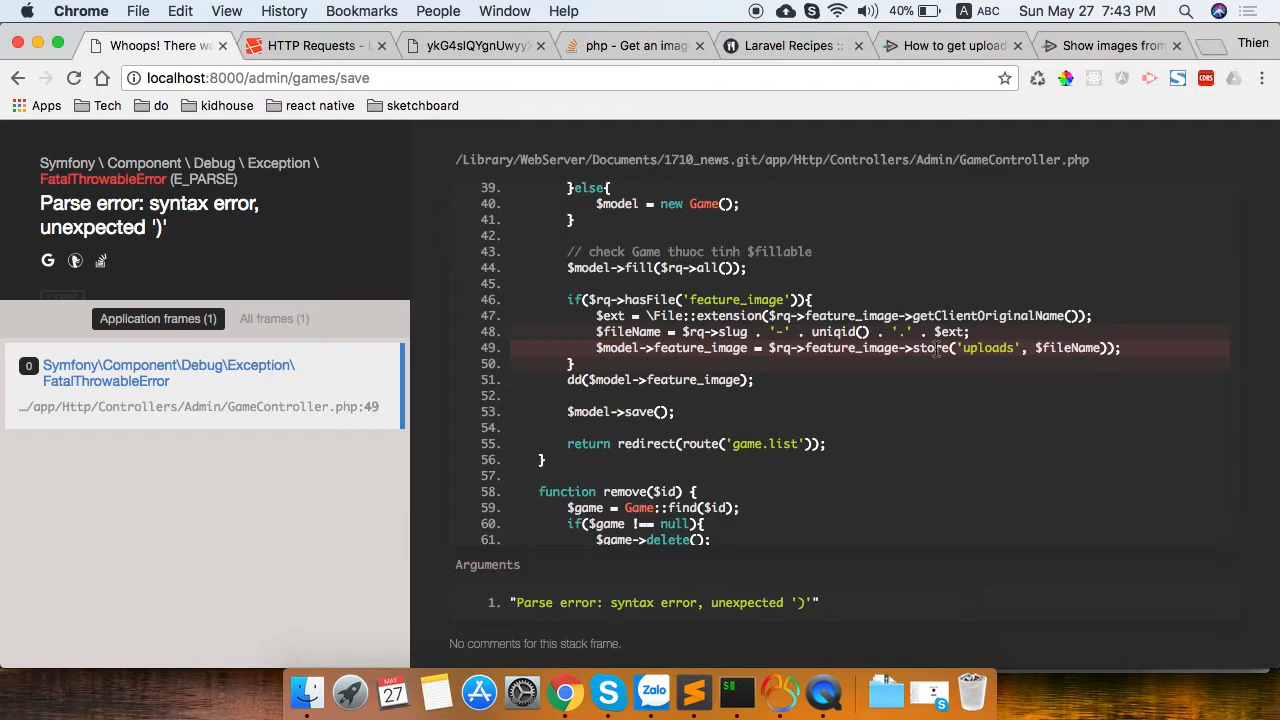 Chrome File Edit View History Bookmarks People Window Help 40% A ABC Sun May 27 7:43 PM
Whoops! There wa HTTP Requests - L ykG4slQYgnUwyyX php - Get an imag Laravel Recipes :: How to get upload Show images from Thien
localhost:8000/admin/games/save
Apps Tech do kidhouse react native sketchboard
Symfony \ Component \ Debug \ Exception \
FatalThrowableError (E_PARSE)
Parse error: syntax error,
unexpected ')'
COPY
Application frames (1) All frames (1)
0 Symfony\Component\Debug\Exception\
FatalThrowableError
…/app/Http/Controllers/Admin/GameController.php:49
/Library/WebServer/Documents/1710_news.git/app/Http/Controllers/Admin/GameController.php
39. }else{
40. $model = new Game();
41. }
42.
43. // check Game thuoc tinh $fillable
44. $model->fill($rq->all());
45.
46. if($rq->hasFile('feature_image')){
47. $ext = \File::extension($rq->feature_image->getClientOriginalName());
48. $fileName = $rq->slug . '-' . uniqid() . '.' . $ext;
49. $model->feature_image = $rq->feature_image->store('uploads', $fileName));
50. }
51. dd($model->feature_image);
52.
53. $model->save();
54.
55. return redirect(route('game.list'));
56. }
57.
58. function remove($id) {
59. $game = Game::find($id);
60. if($game !== null){
61. $game->delete();
Arguments
1. "Parse error: syntax error, unexpected ')'"
No comments for this stack frame.
MAY
27
Zalo